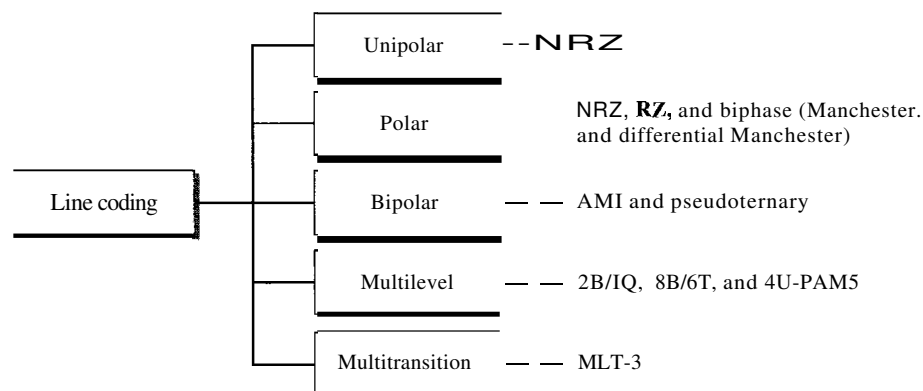 Unipolar --NRZ
Polar NRZ, RZ, and biphase (Manchester.
and differential Manchester)
Line coding
Bipolar — — AMI and pseudoternary
Multilevel — — 2B/IQ, 8B/6T, and 4U-PAM5
Multitransition — — MLT-3